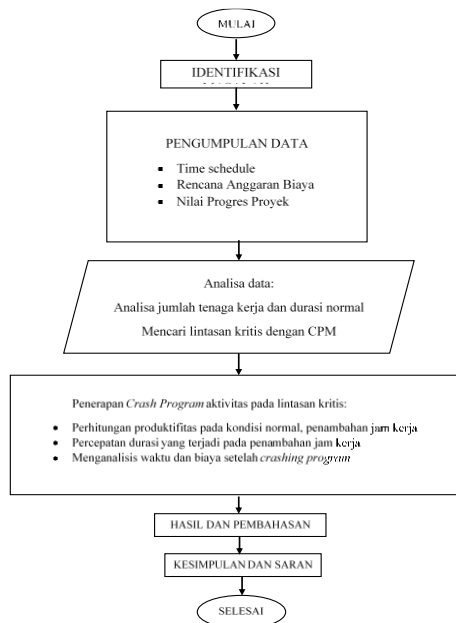 MULAI
IDENTIFIKASI
PENGUMPULAN DATA
▪ Time schedule
▪ Rencana Anggaran Biaya
▪ Nilai Progres Proyek
Analisa data:
Analisa jumlah tenaga kerja dan durasi normal
Mencari lintasan kritis dengan CPM
Penerapan Crash Program aktivitas pada lintasan kritis:
• Perhitungan produktifitas pada kondisi normal, penambahan jam kerja
• Percepatan durasi yang terjadi pada penambahan jam kerja
• Menganalisis waktu dan biaya setelah crashing program
HASIL DAN PEMBAHASAN
KESIMPULAN DAN SARAN
SELESAI